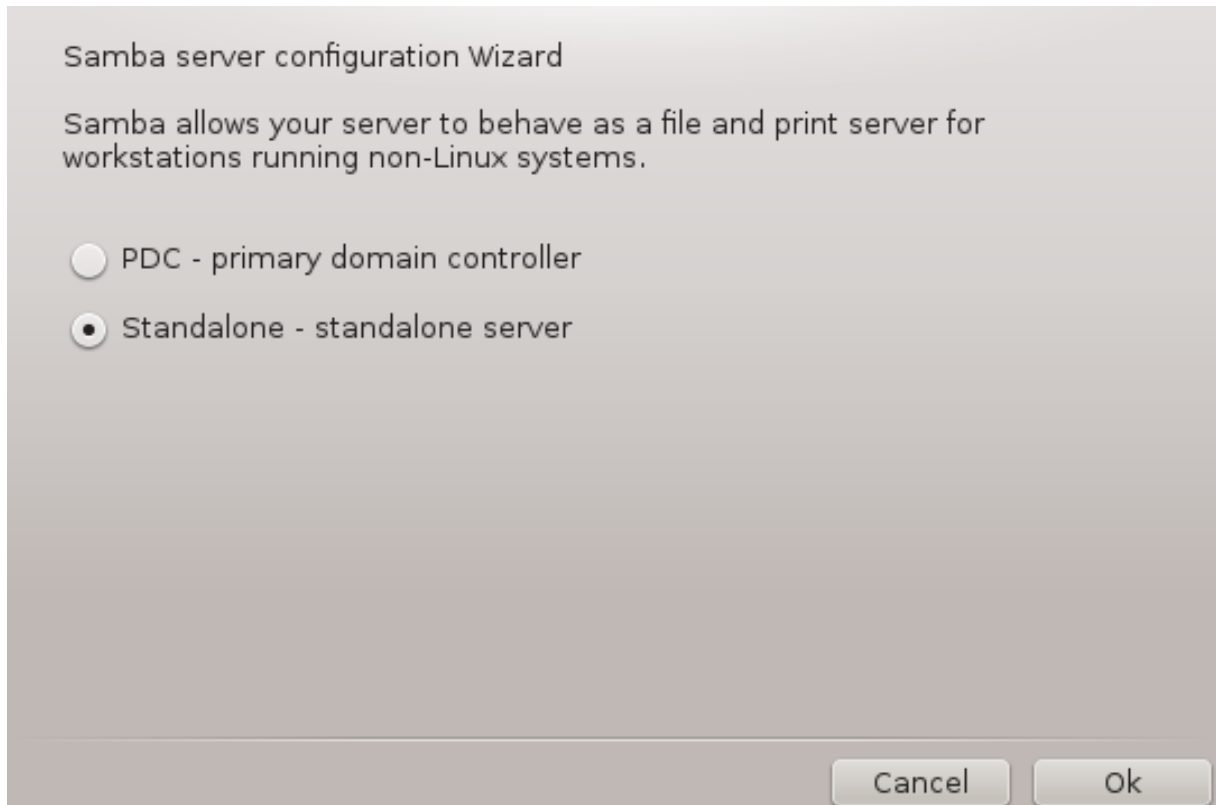 Samba server configuration Wizard
Samba allows your server to behave as a file and print server for
workstations running non-Linux systems.
PDC - primary domain controller
Standalone - standalone server
Cancel
Ok